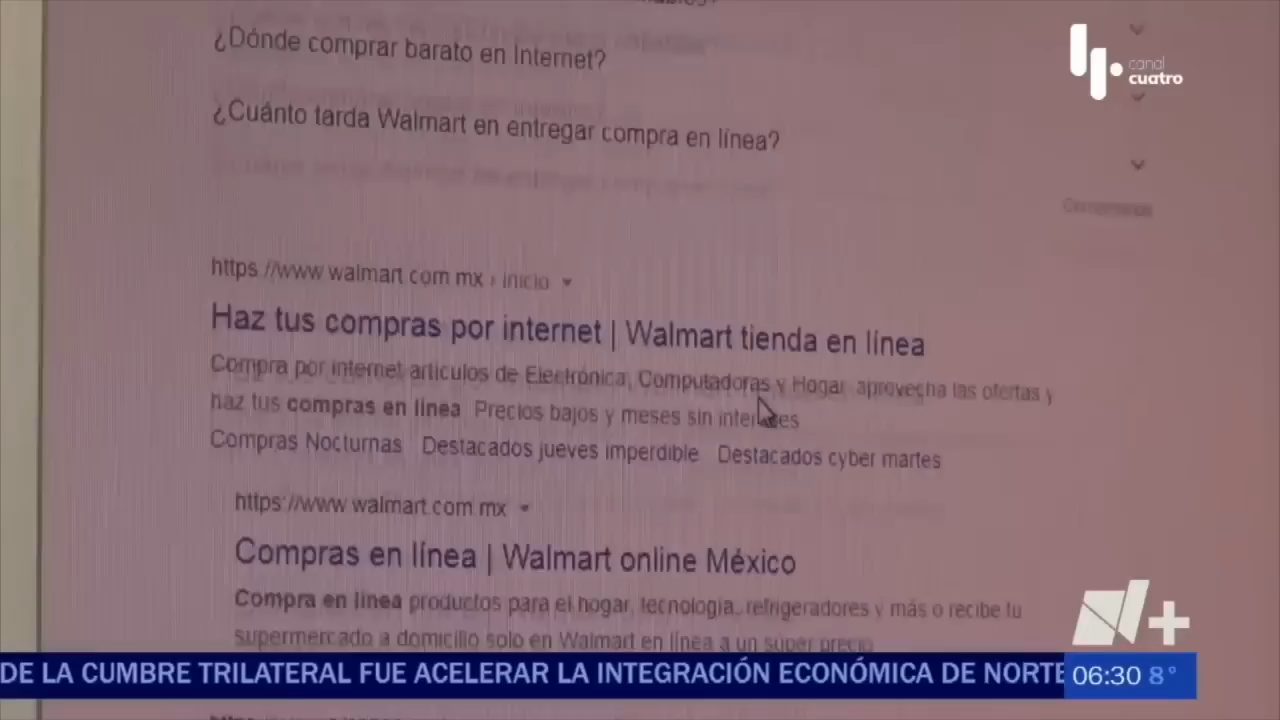 ¿Dónde comprar barato en Internet?
¿Cuánto tarda Walmart en entregar compra en línea?
canal
cuatro
https://www.walmart.com.mx › inicio
Haz tus compras por internet | Walmart tienda en línea
Compra por internet artículos de Electrónica, Computadoras y Hogar, aprovecha las ofertas y
haz tus compras en línea. Precios bajos y meses sin intereses
Compras Nocturnas Destacados jueves imperdible Destacados cyber martes
https://www.walmart.com.mx
Compras en línea | Walmart online México
Compra en línea productos para el hogar, tecnología, refrigeradores y más o recibe tu
supermercado a domicilio solo en Walmart en línea a un súper precio
N+
DE LA CUMBRE TRILATERAL FUE ACELERAR LA INTEGRACIÓN ECONÓMICA DE NORTE
06:30 8°